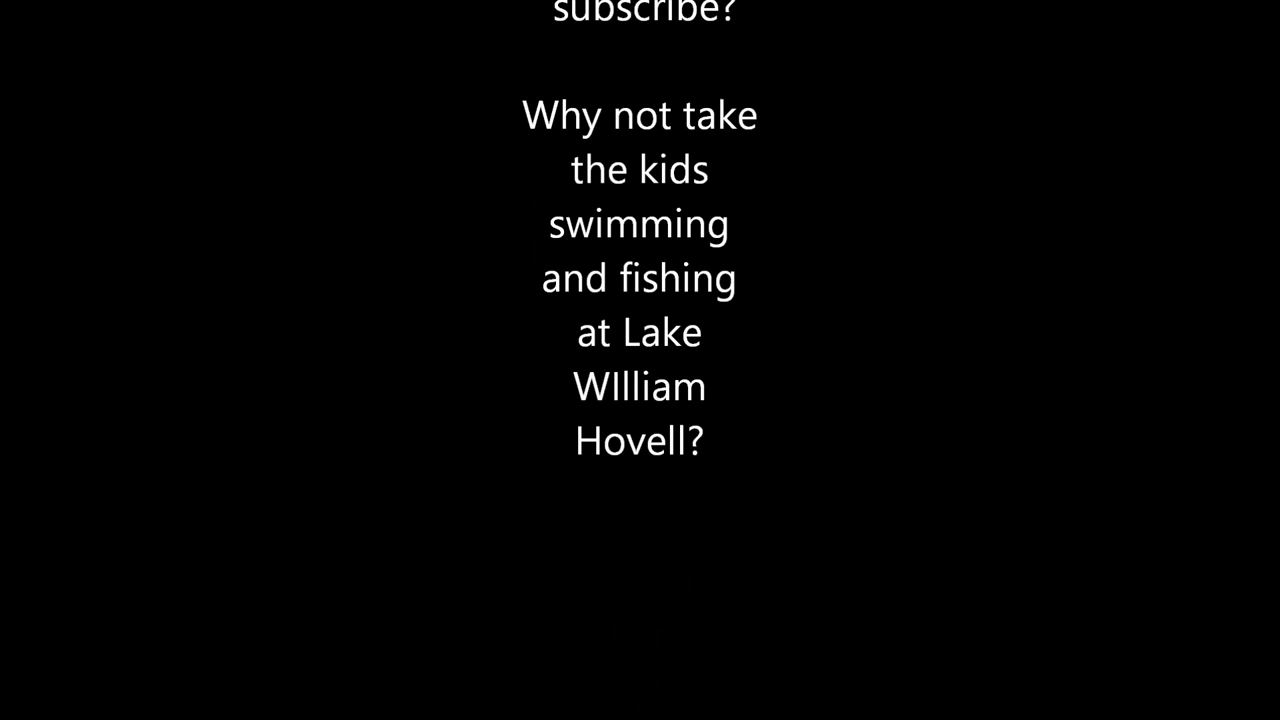 subscribe?
Why not take
the kids
swimming
and fishing
at Lake
WIlliam
Hovell?